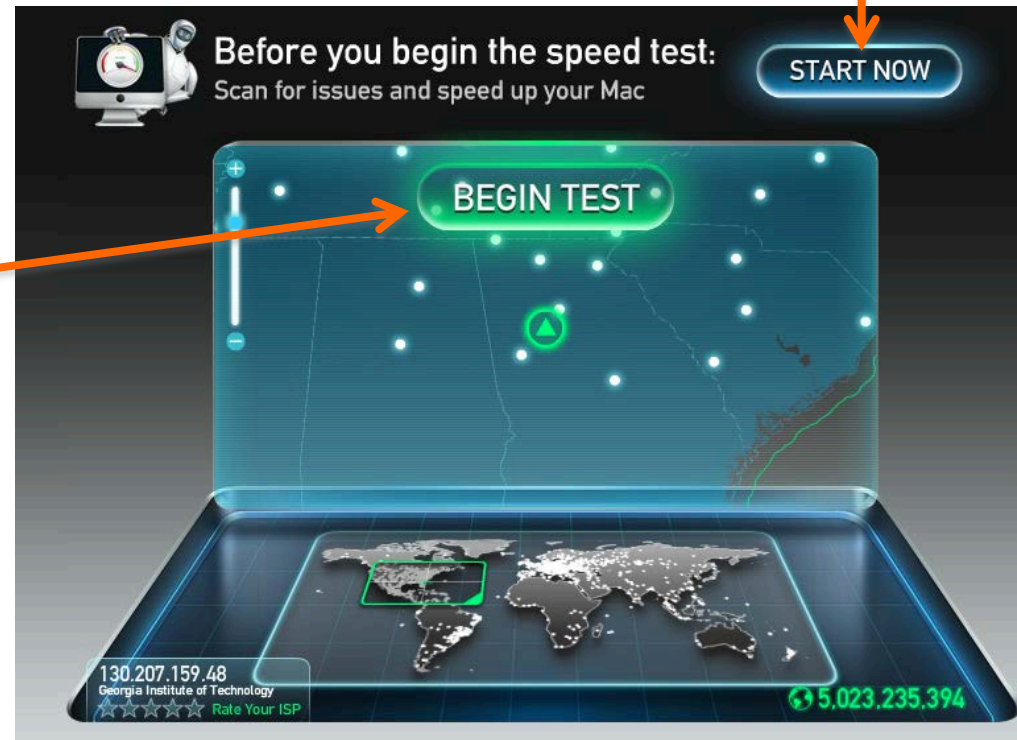 Before you begin the speed test:
Scan for issues and speed up your Mac
START NOW
+
BEGIN TEST
−
130.207.159.48
Georgia Institute of Technology
Rate Your ISP
5,023,235,394